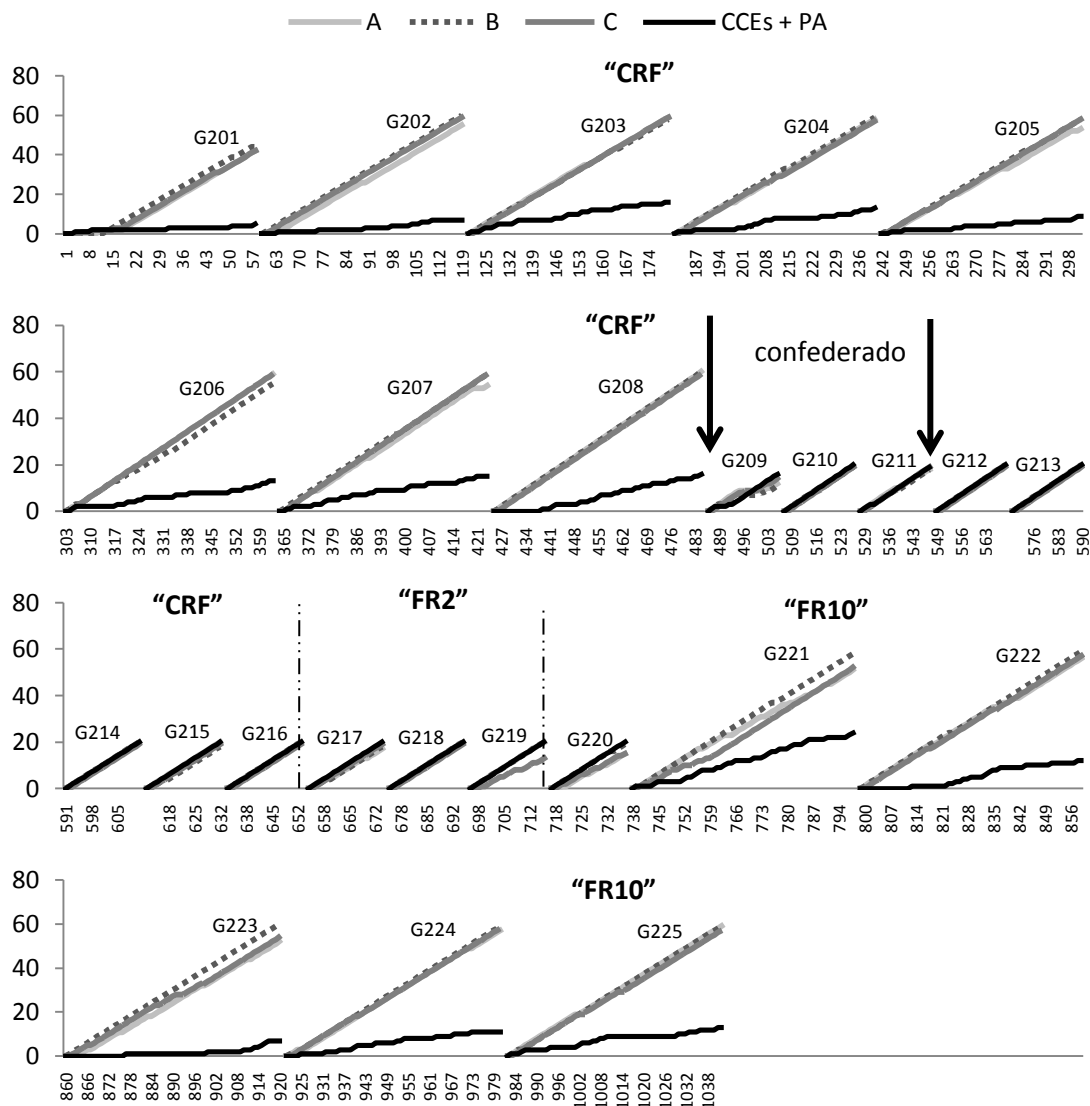 A B C CCEs + PA
“CRF”
80
60
40
20
0
G201 G202 G203 G204 G205
1 8 15 22 29 36 43 50 57 63 70 77 84 91 98 105 112 119 125 132 139 146 153 160 167 174 187 194 201 208 215 222 229 236 242 249 256 263 270 277 284 291 298
“CRF”
confederado
80
60
40
20
0
G206 G207 G208 G209 G210 G211 G212 G213
303 310 317 324 331 338 345 352 359 365 372 379 386 393 400 407 414 421 427 434 441 448 455 462 469 476 483 489 496 503 509 516 523 529 536 543 549 556 563 576 583 590
“CRF” “FR2” “FR10”
80
60
40
20
0
G214 G215 G216 G217 G218 G219 G220 G221 G222
591 598 605 618 625 632 638 645 652 658 665 672 678 685 692 698 705 712 718 725 732 738 745 752 759 766 773 780 787 794 800 807 814 821 828 835 842 849 856
“FR10”
80
60
40
20
0
G223 G224 G225
860 866 872 878 884 890 896 902 908 914 920 925 931 937 943 949 955 961 967 973 979 984 990 996 1002 1008 1014 1020 1026 1032 1038